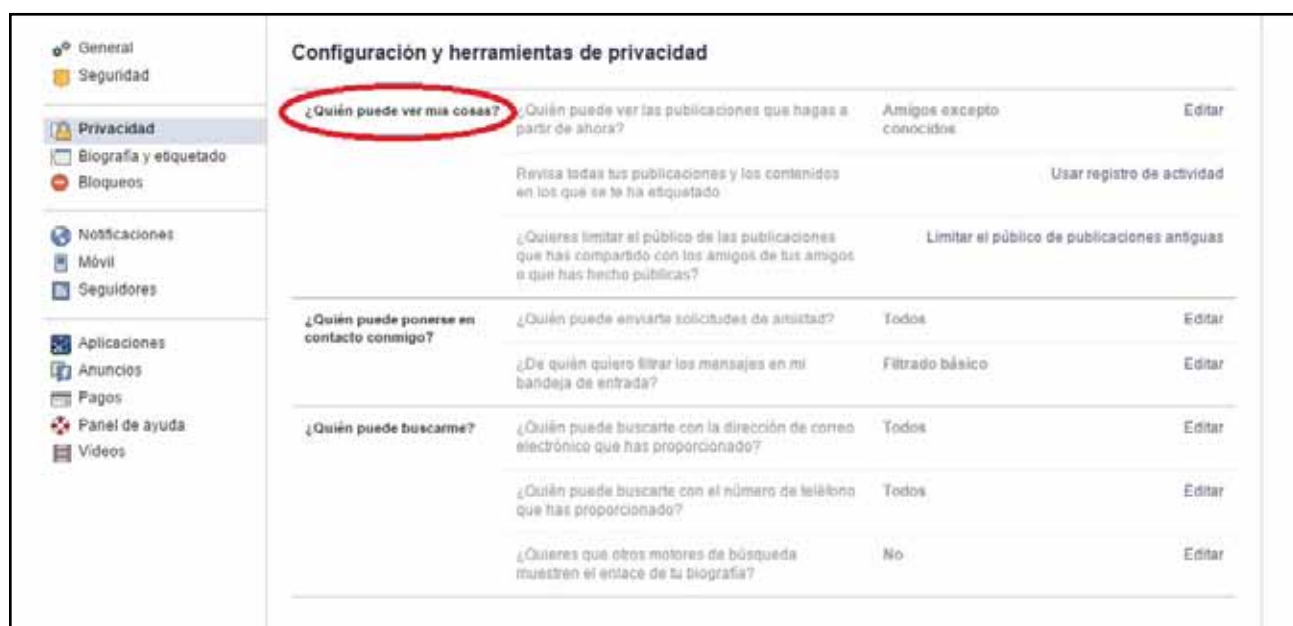 General
Seguridad
Privacidad
Biografía y etiquetado
Bloqueos
Notificaciones
Móvil
Seguidores
Aplicaciones
Anuncios
Pagos
Panel de ayuda
Vídeos
Configuración y herramientas de privacidad
¿Quién puede ver mis cosas?
¿Quién puede ver las publicaciones que hagas a
partir de ahora?
Amigos excepto
conocidos
Editar
Revisa todas tus publicaciones y los contenidos
en los que se te ha etiquetado
Usar registro de actividad
¿Quieres limitar el público de las publicaciones
que has compartido con los amigos de tus amigos
o que has hecho públicas?
Limitar el público de publicaciones antiguas
¿Quién puede ponerse en
contacto conmigo?
¿Quién puede enviarte solicitudes de amistad?
Todos
Editar
¿De quién quiero filtrar los mensajes en mi
bandeja de entrada?
Filtrado básico
Editar
¿Quién puede buscarme?
¿Quién puede buscarte con la dirección de correo
electrónico que has proporcionado?
Todos
Editar
¿Quién puede buscarte con el número de teléfono
que has proporcionado?
Todos
Editar
¿Quieres que otros motores de búsqueda
muestren el enlace de tu biografía?
No
Editar